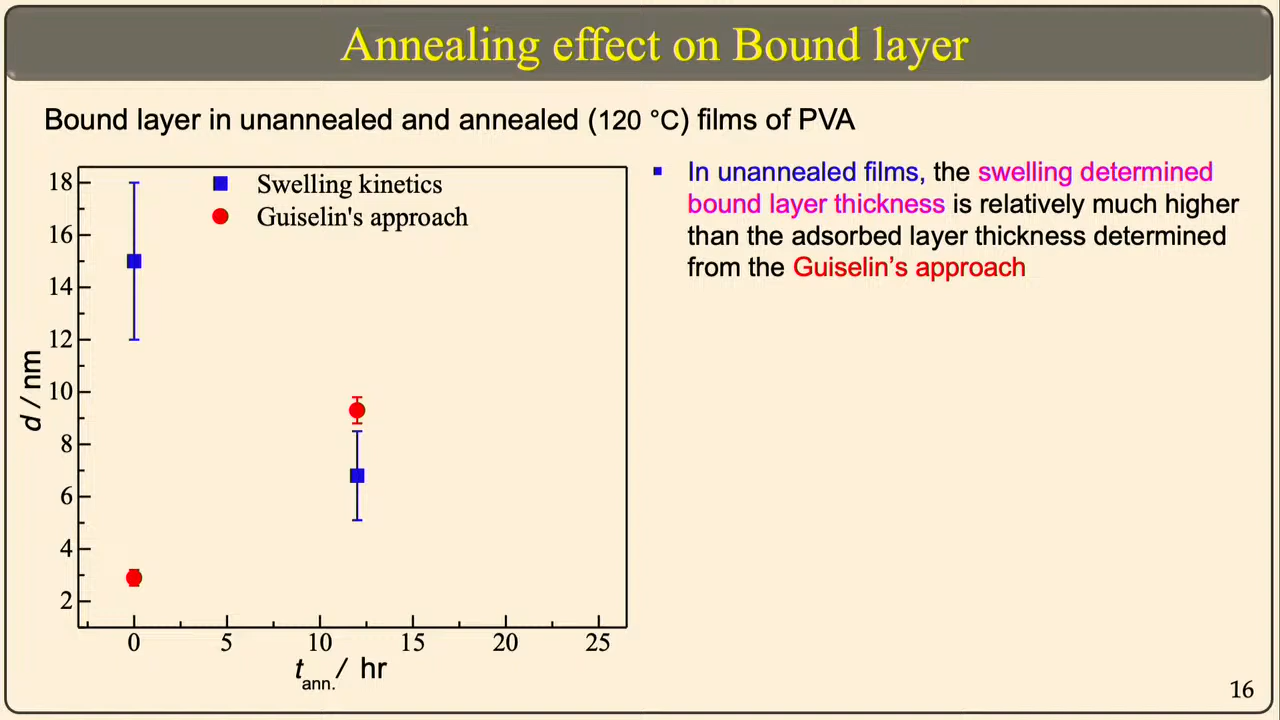 Annealing effect on Bound layer
Bound layer in unannealed and annealed (120 °C) films of PVA
18
16
14
12
10
8
6
4
2
d / nm
Swelling kinetics
Guiselin's approach
0
5
10
15
20
25
t ann. / hr
▪ In unannealed films, the swelling determined
bound layer thickness is relatively much higher
than the adsorbed layer thickness determined
from the Guiselin’s approach
16